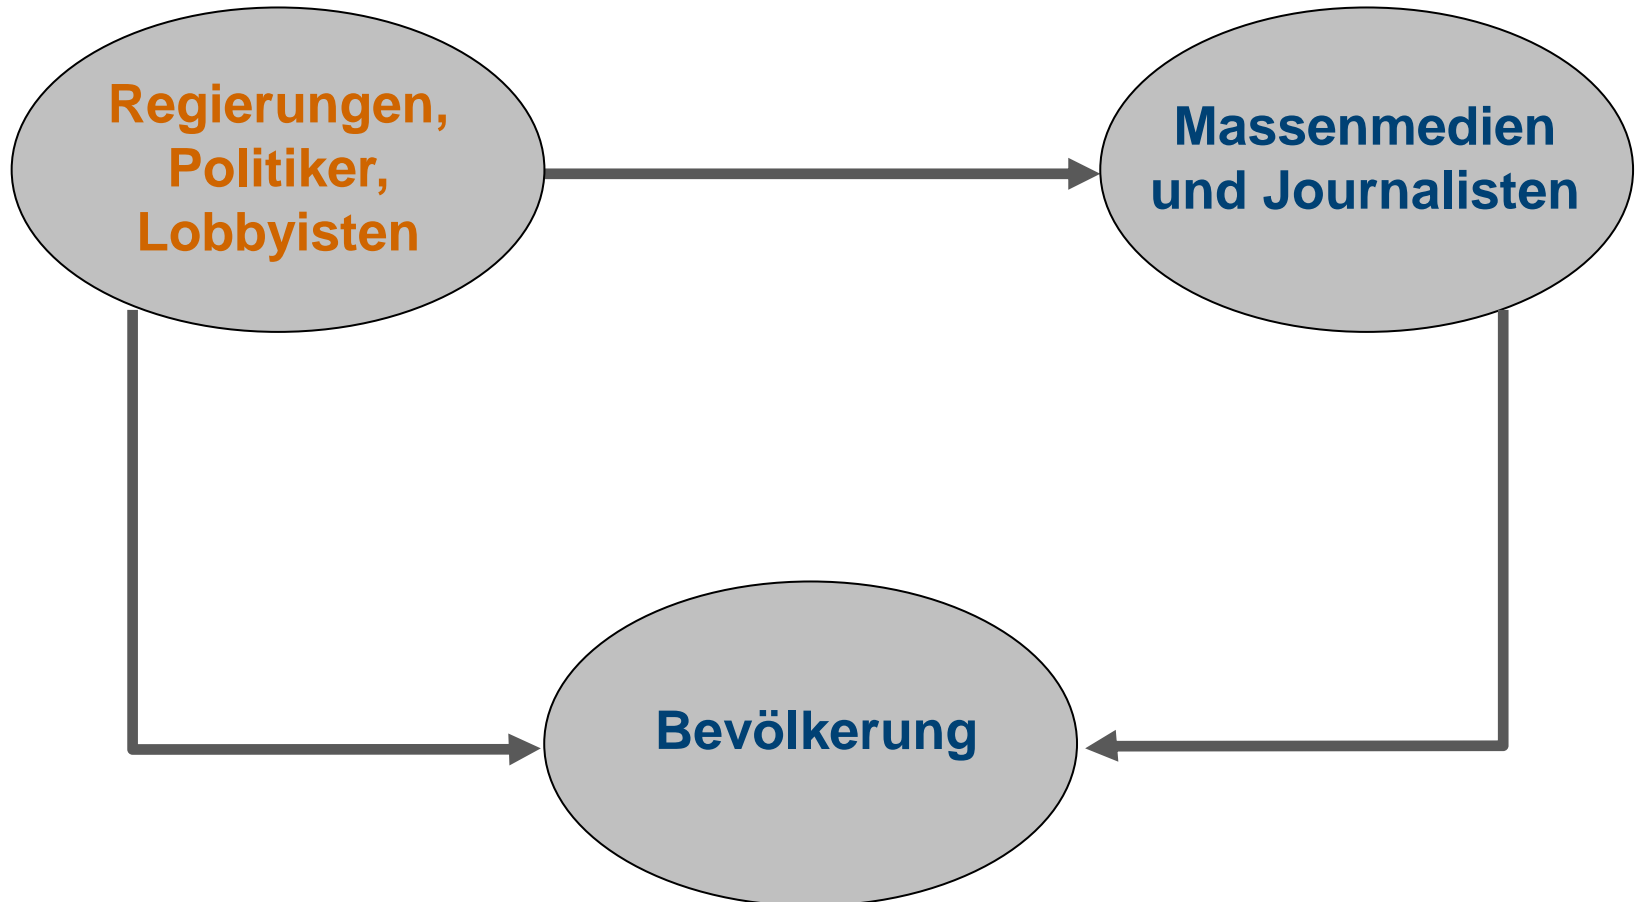 Regierungen,
Politiker,
Lobbyisten
Massenmedien
und Journalisten
Bevölkerung